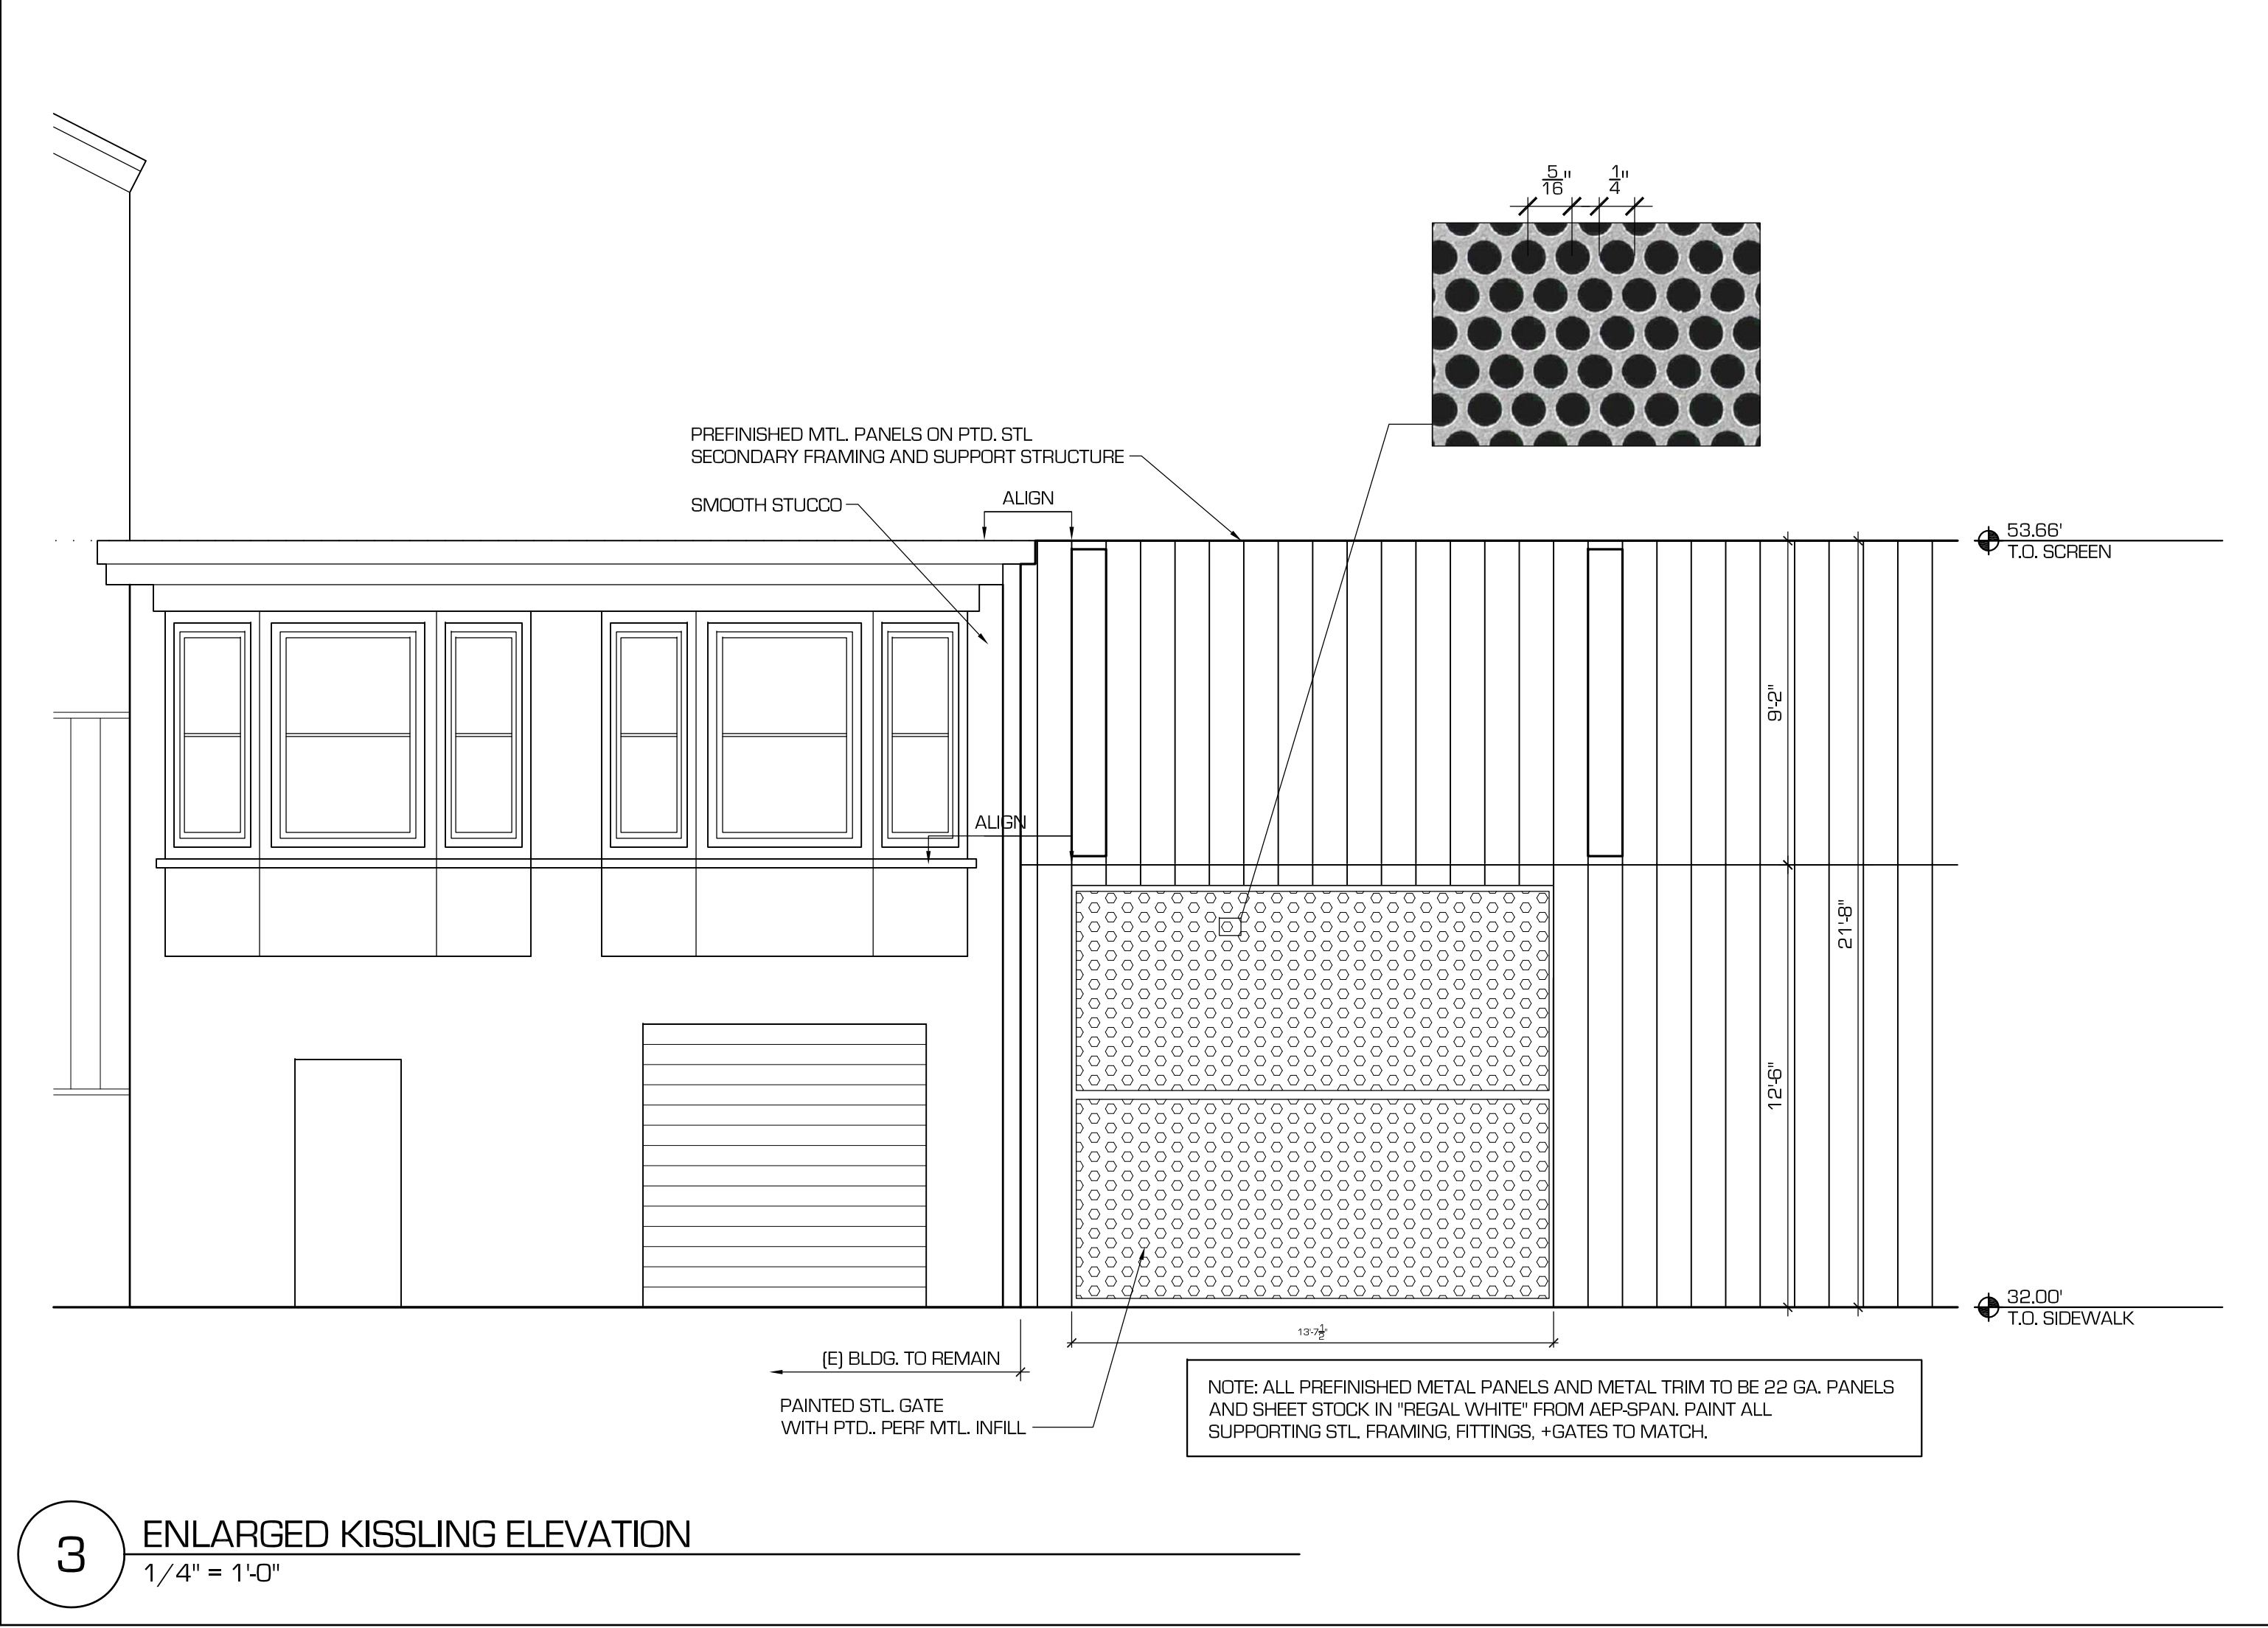 5/16"
1/4"
PREFINISHED MTL. PANELS ON PTD. STL
SECONDARY FRAMING AND SUPPORT STRUCTURE
ALIGN
SMOOTH STUCCO
53.66'
T.O. SCREEN
9'-2"
ALIGN
21'-8"
12'-6"
32.00'
T.O. SIDEWALK
13'-7 1/2"
(E) BLDG. TO REMAIN
PAINTED STL. GATE
WITH PTD.. PERF MTL. INFILL
NOTE: ALL PREFINISHED METAL PANELS AND METAL TRIM TO BE 22 GA. PANELS
AND SHEET STOCK IN "REGAL WHITE" FROM AEP-SPAN. PAINT ALL
SUPPORTING STL. FRAMING, FITTINGS, +GATES TO MATCH.
3
ENLARGED KISSLING ELEVATION
1/4" = 1'-0"